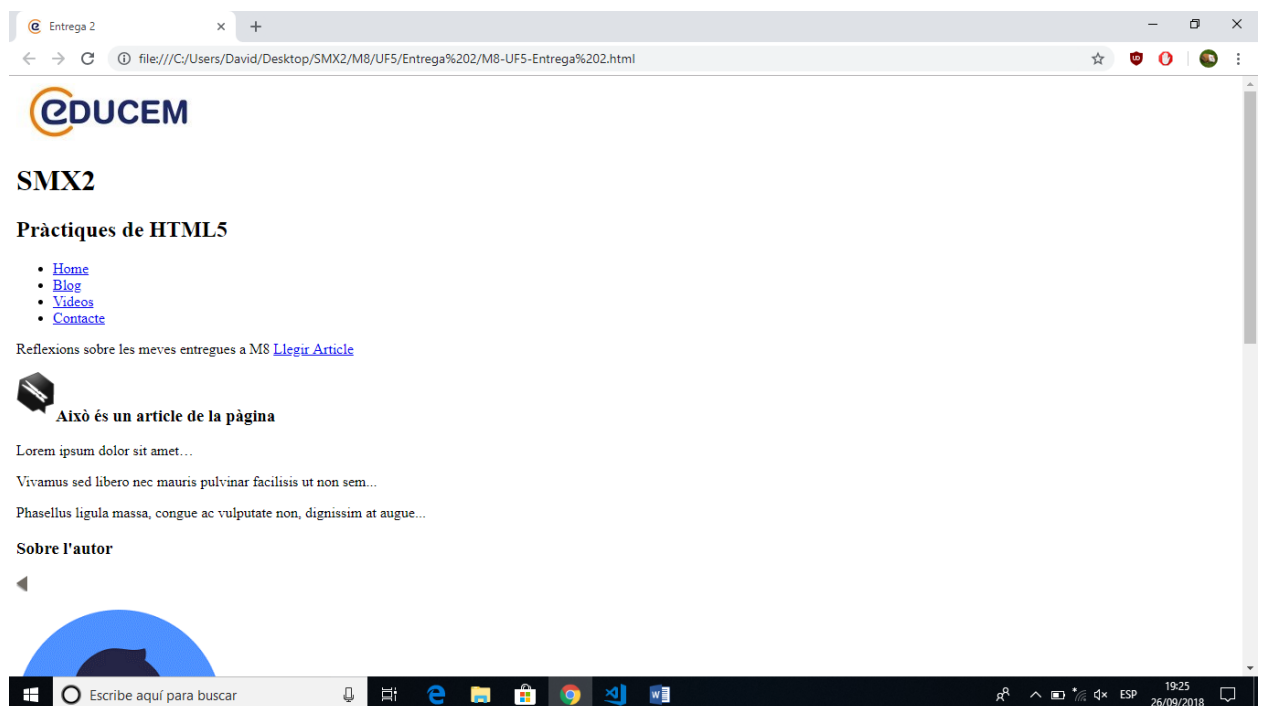 Entrega 2
file:///C:/Users/David/Desktop/SMX2/M8/UF5/Entrega%202/M8-UF5-Entrega%202.html
@DUCEM
SMX2
Pràctiques de HTML5
Home
Blog
Videos
Contacte
Reflexions sobre les meves entregues a M8 Llegir Article
Això és un article de la pàgina
Lorem ipsum dolor sit amet…
Vivamus sed libero nec mauris pulvinar facilisis ut non sem...
Phasellus ligula massa, congue ac vulputate non, dignissim at augue...
Sobre l'autor
Escribe aquí para buscar
ESP
19:25
26/09/2018